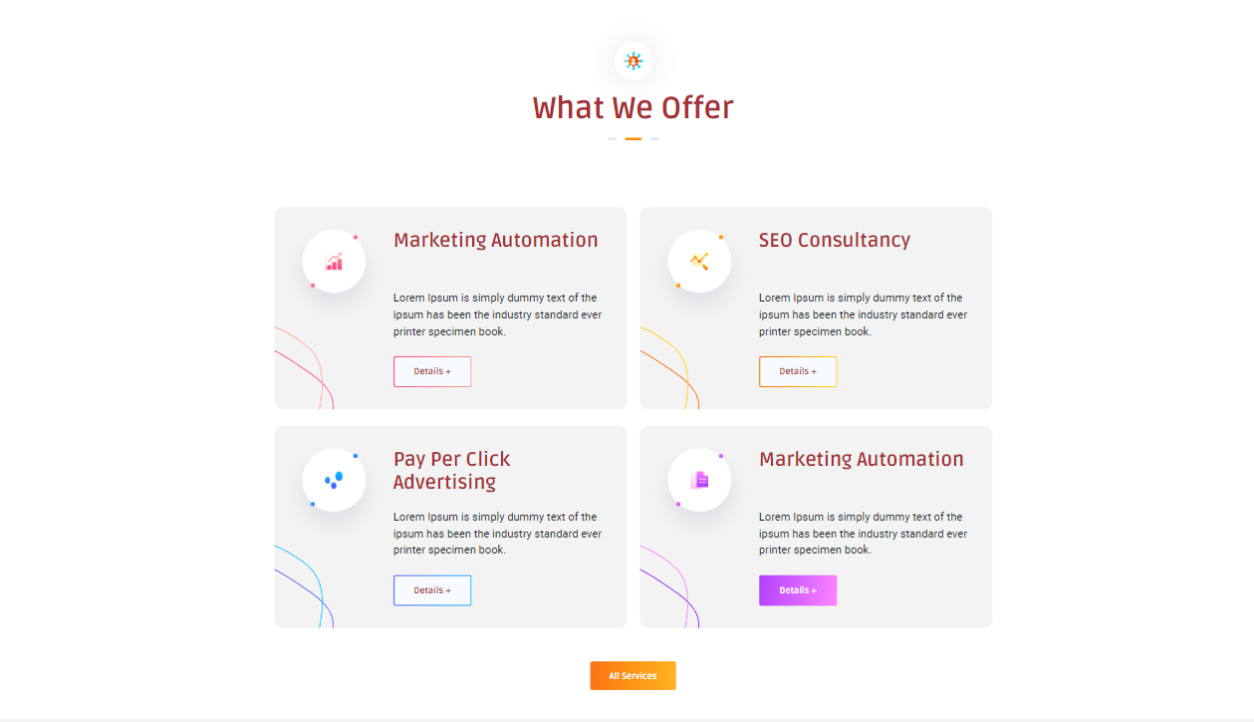 What We Offer
Marketing Automation
Lorem Ipsum is simply dummy text of the
ipsum has been the industry standard ever
printer specimen book.
Details +
SEO Consultancy
Lorem Ipsum is simply dummy text of the
ipsum has been the industry standard ever
printer specimen book.
Details +
Pay Per Click
Advertising
Lorem Ipsum is simply dummy text of the
ipsum has been the industry standard ever
printer specimen book.
Details +
Marketing Automation
Lorem Ipsum is simply dummy text of the
ipsum has been the industry standard ever
printer specimen book.
Details +
All Services